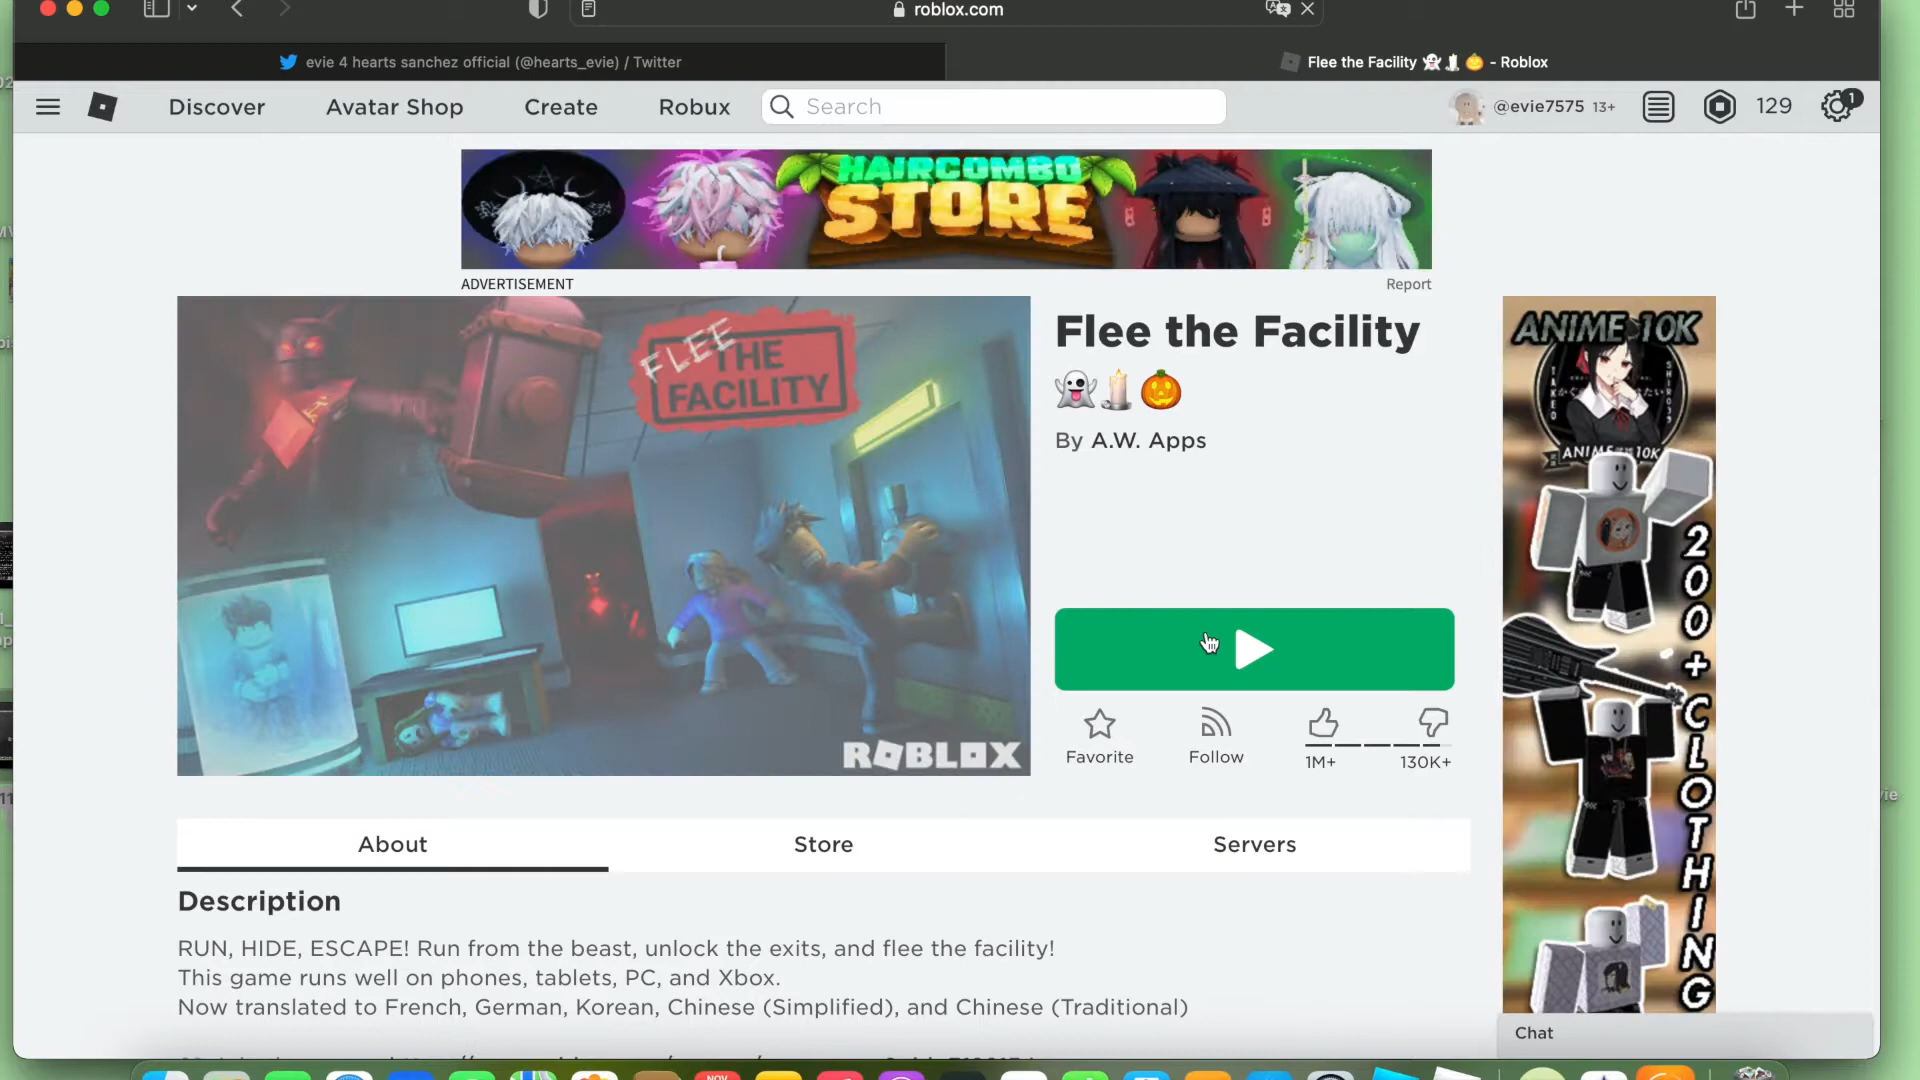 roblox.com
evie 4 hearts sanchez official (@hearts_evie) / Twitter
Flee the Facility 👻🕯️🎃 - Roblox
Discover
Avatar Shop
Create
Robux
Search
@evie7575 13+
129
1
HAIRCOMBO
STORE
ADVERTISEMENT
Report
FLEE
THE
FACILITY
ROBLOX
Flee the Facility
👻🕯️🎃
By A.W. Apps
Favorite
Follow
1M+
130K+
ANIME 10K
ANIME 10K
200+ CLOTHING
About
Store
Servers
Description
RUN, HIDE, ESCAPE! Run from the beast, unlock the exits, and flee the facility!
This game runs well on phones, tablets, PC, and Xbox.
Now translated to French, German, Korean, Chinese (Simplified), and Chinese (Traditional)
Chat
NOV